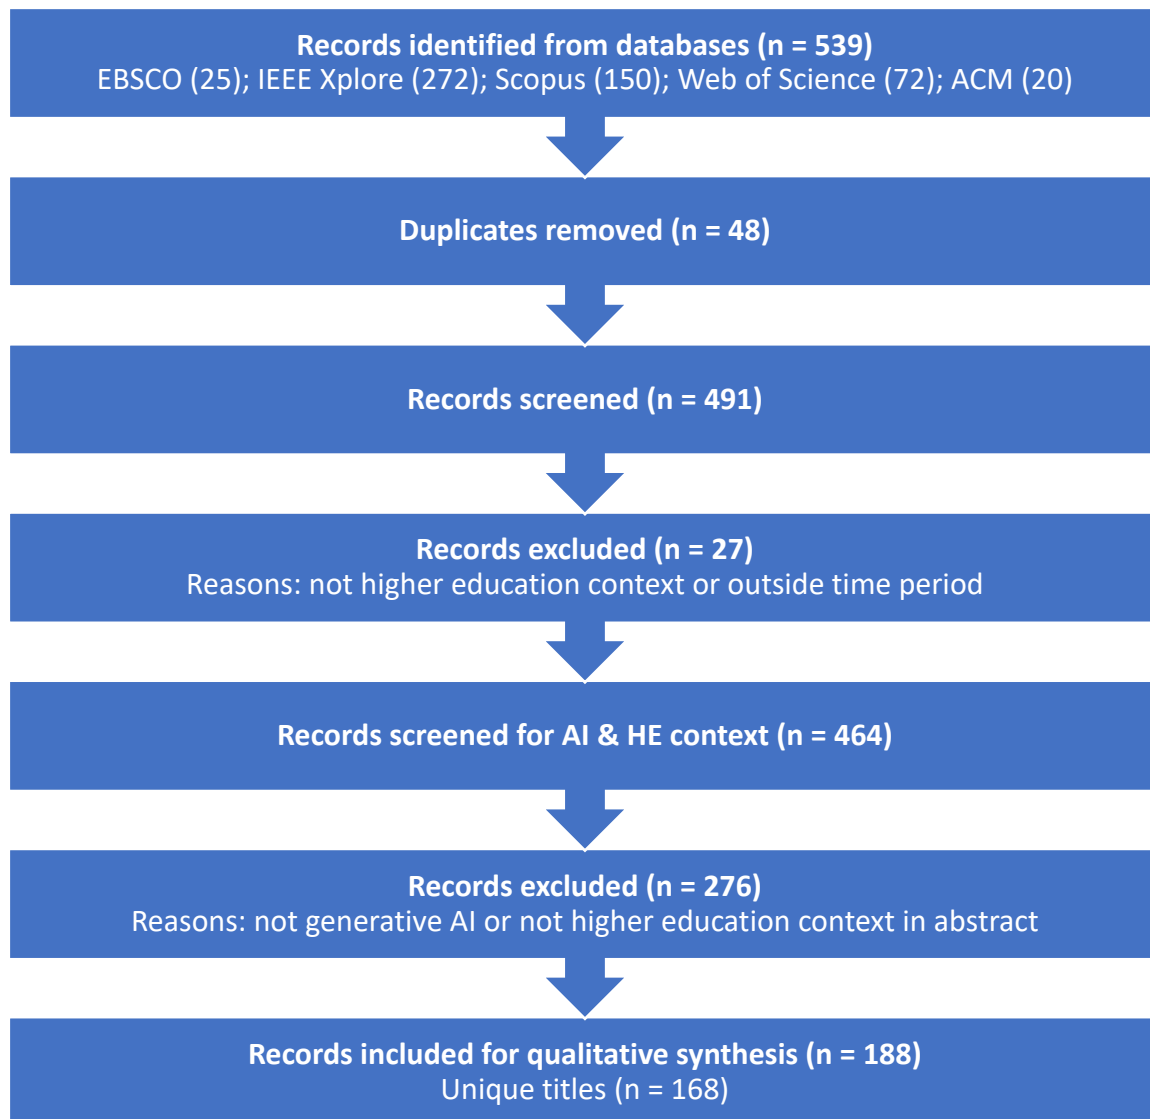 Records identified from databases (n = 539)
EBSCO (25); IEEE Xplore (272); Scopus (150); Web of Science (72); ACM (20)
Duplicates removed (n = 48)
Records screened (n = 491)
Records excluded (n = 27)
Reasons: not higher education context or outside time period
Records screened for AI & HE context (n = 464)
Records excluded (n = 276)
Reasons: not generative AI or not higher education context in abstract
Records included for qualitative synthesis (n = 188)
Unique titles (n = 168)